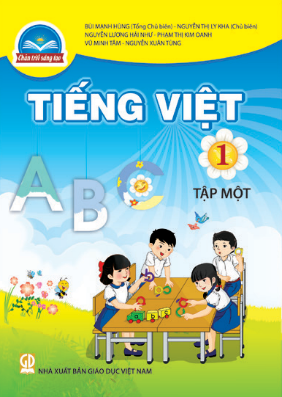 BÙI MẠNH HÙNG (Tổng Chủ biên) - NGUYỄN THỊ LY KHA (Chủ biên)
NGUYỄN LƯƠNG HẢI NHƯ - PHẠM THỊ KIM OANH
VŨ MINH TÂM - NGUYỄN XUÂN TÙNG
Chân trời sáng tạo
TIẾNG VIỆT
1
TẬP MỘT
A B C
NHÀ XUẤT BẢN GIÁO DỤC VIỆT NAM